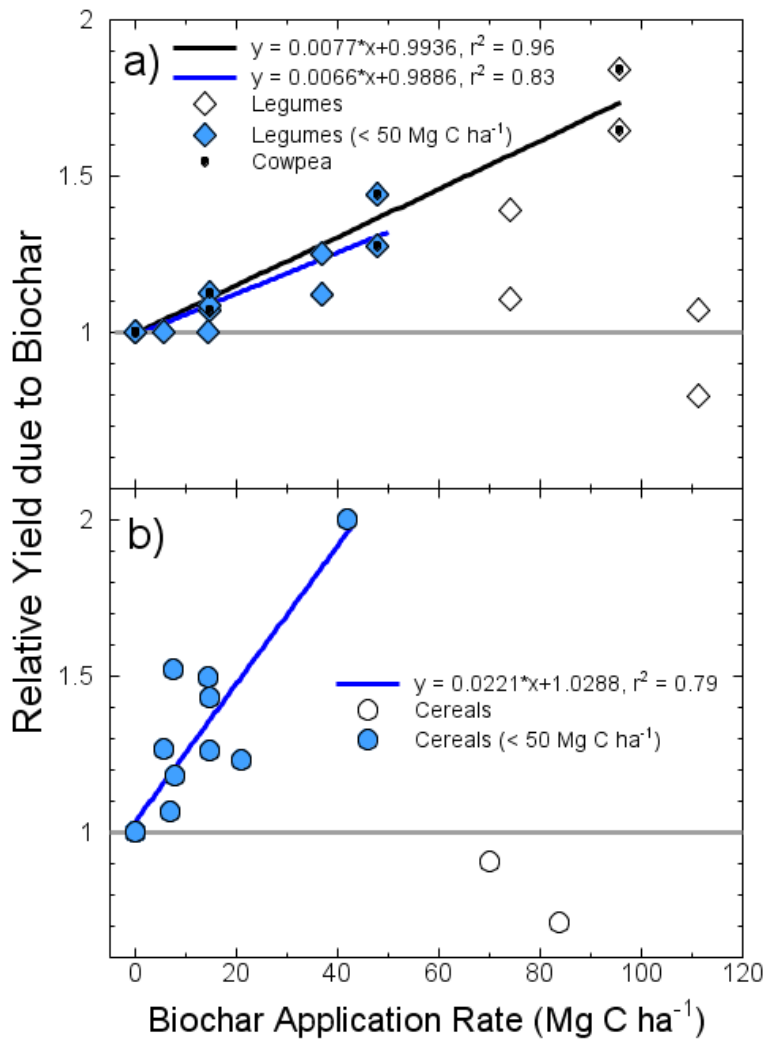 Relative Yield due to Biochar
a)
y = 0.0077*x+0.9936, r² = 0.96
y = 0.0066*x+0.9886, r² = 0.83
Legumes
Legumes (< 50 Mg C ha⁻¹)
Cowpea
2
1.5
1
b)
2
1.5
1
y = 0.0221*x+1.0288, r² = 0.79
Cereals
Cereals (< 50 Mg C ha⁻¹)
0 20 40 60 80 100 120
Biochar Application Rate (Mg C ha⁻¹)